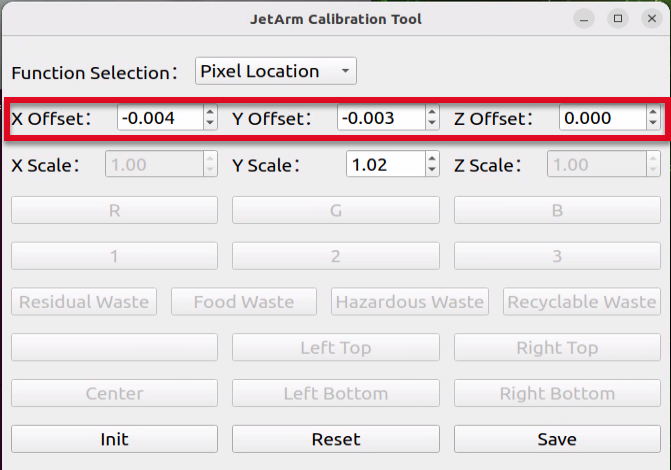 JetArm Calibration Tool
Function Selection： Pixel Location
X Offset： -0.004 Y Offset： -0.003 Z Offset： 0.000
X Scale： 1.00 Y Scale： 1.02 Z Scale： 1.00
R G B
1 2 3
Residual Waste Food Waste Hazardous Waste Recyclable Waste
Left Top Right Top
Center Left Bottom Right Bottom
Init Reset Save